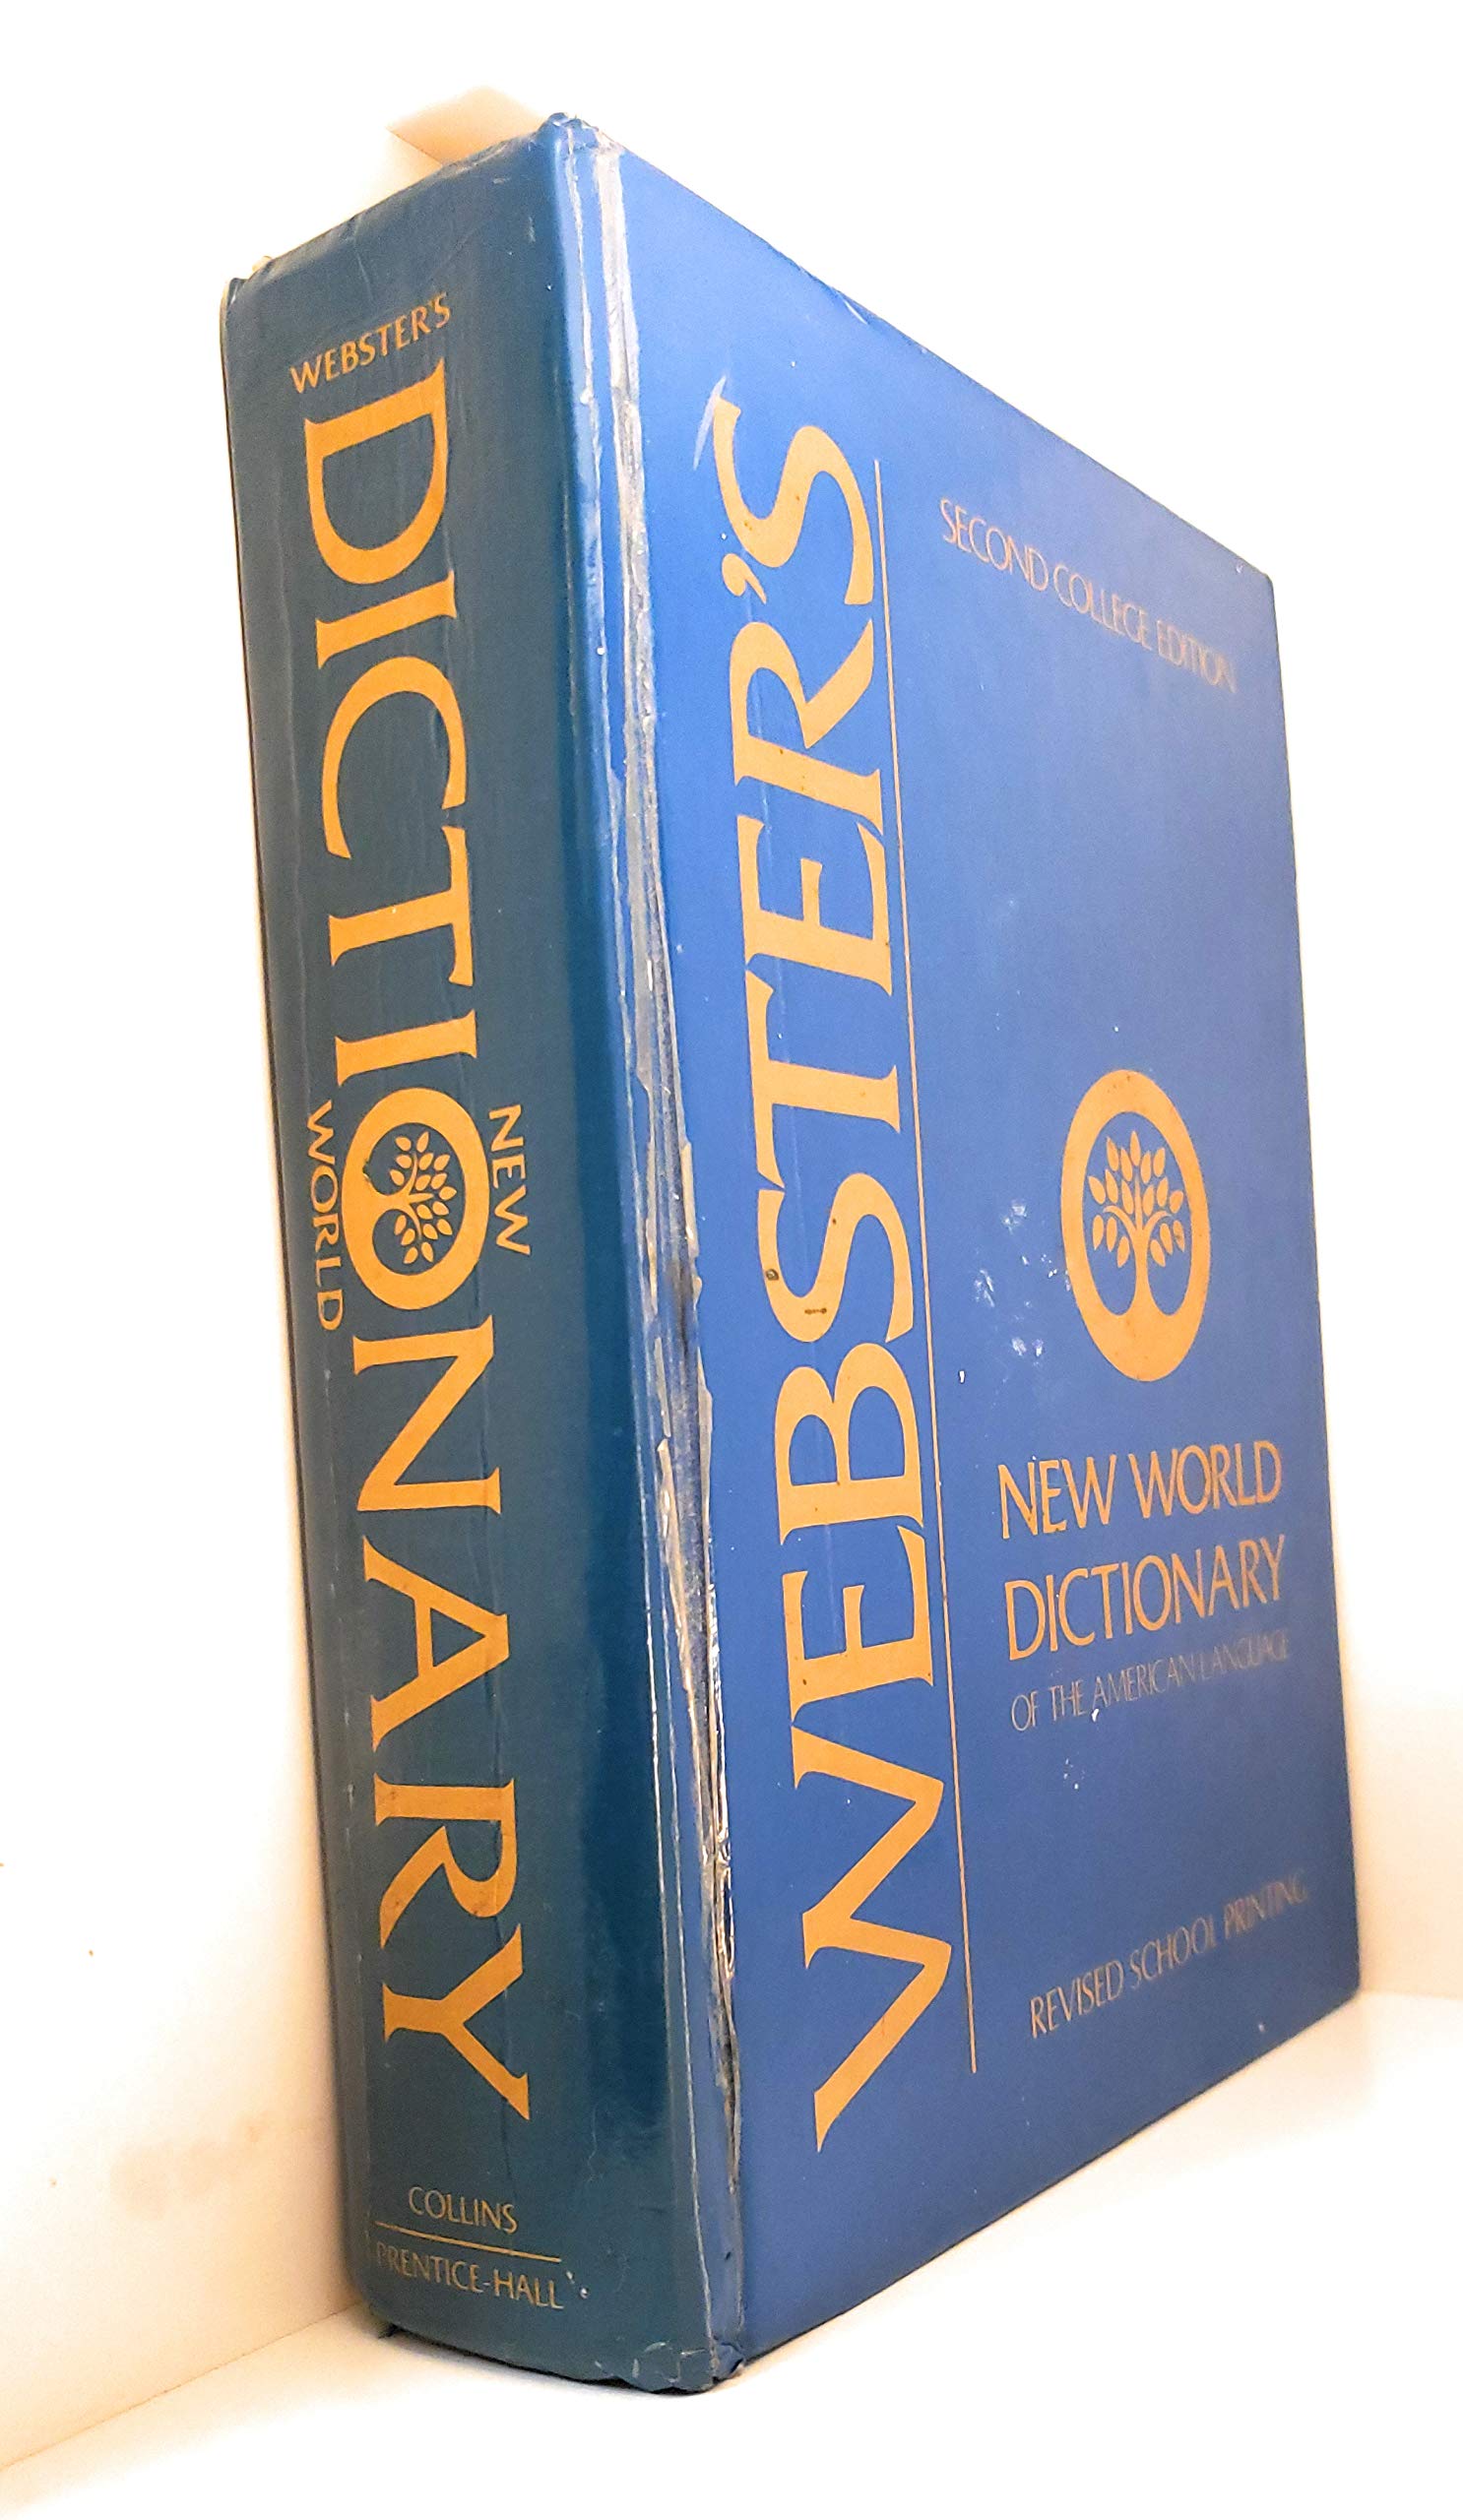 WEBSTER'S
DICTIONARY
NEW
WORLD
COLLINS
PRENTICE-HALL
WEBSTER'S
SECOND COLLEGE EDITION
NEW WORLD
DICTIONARY
OF THE AMERICAN LANGUAGE
REVISED SCHOOL PRINTING